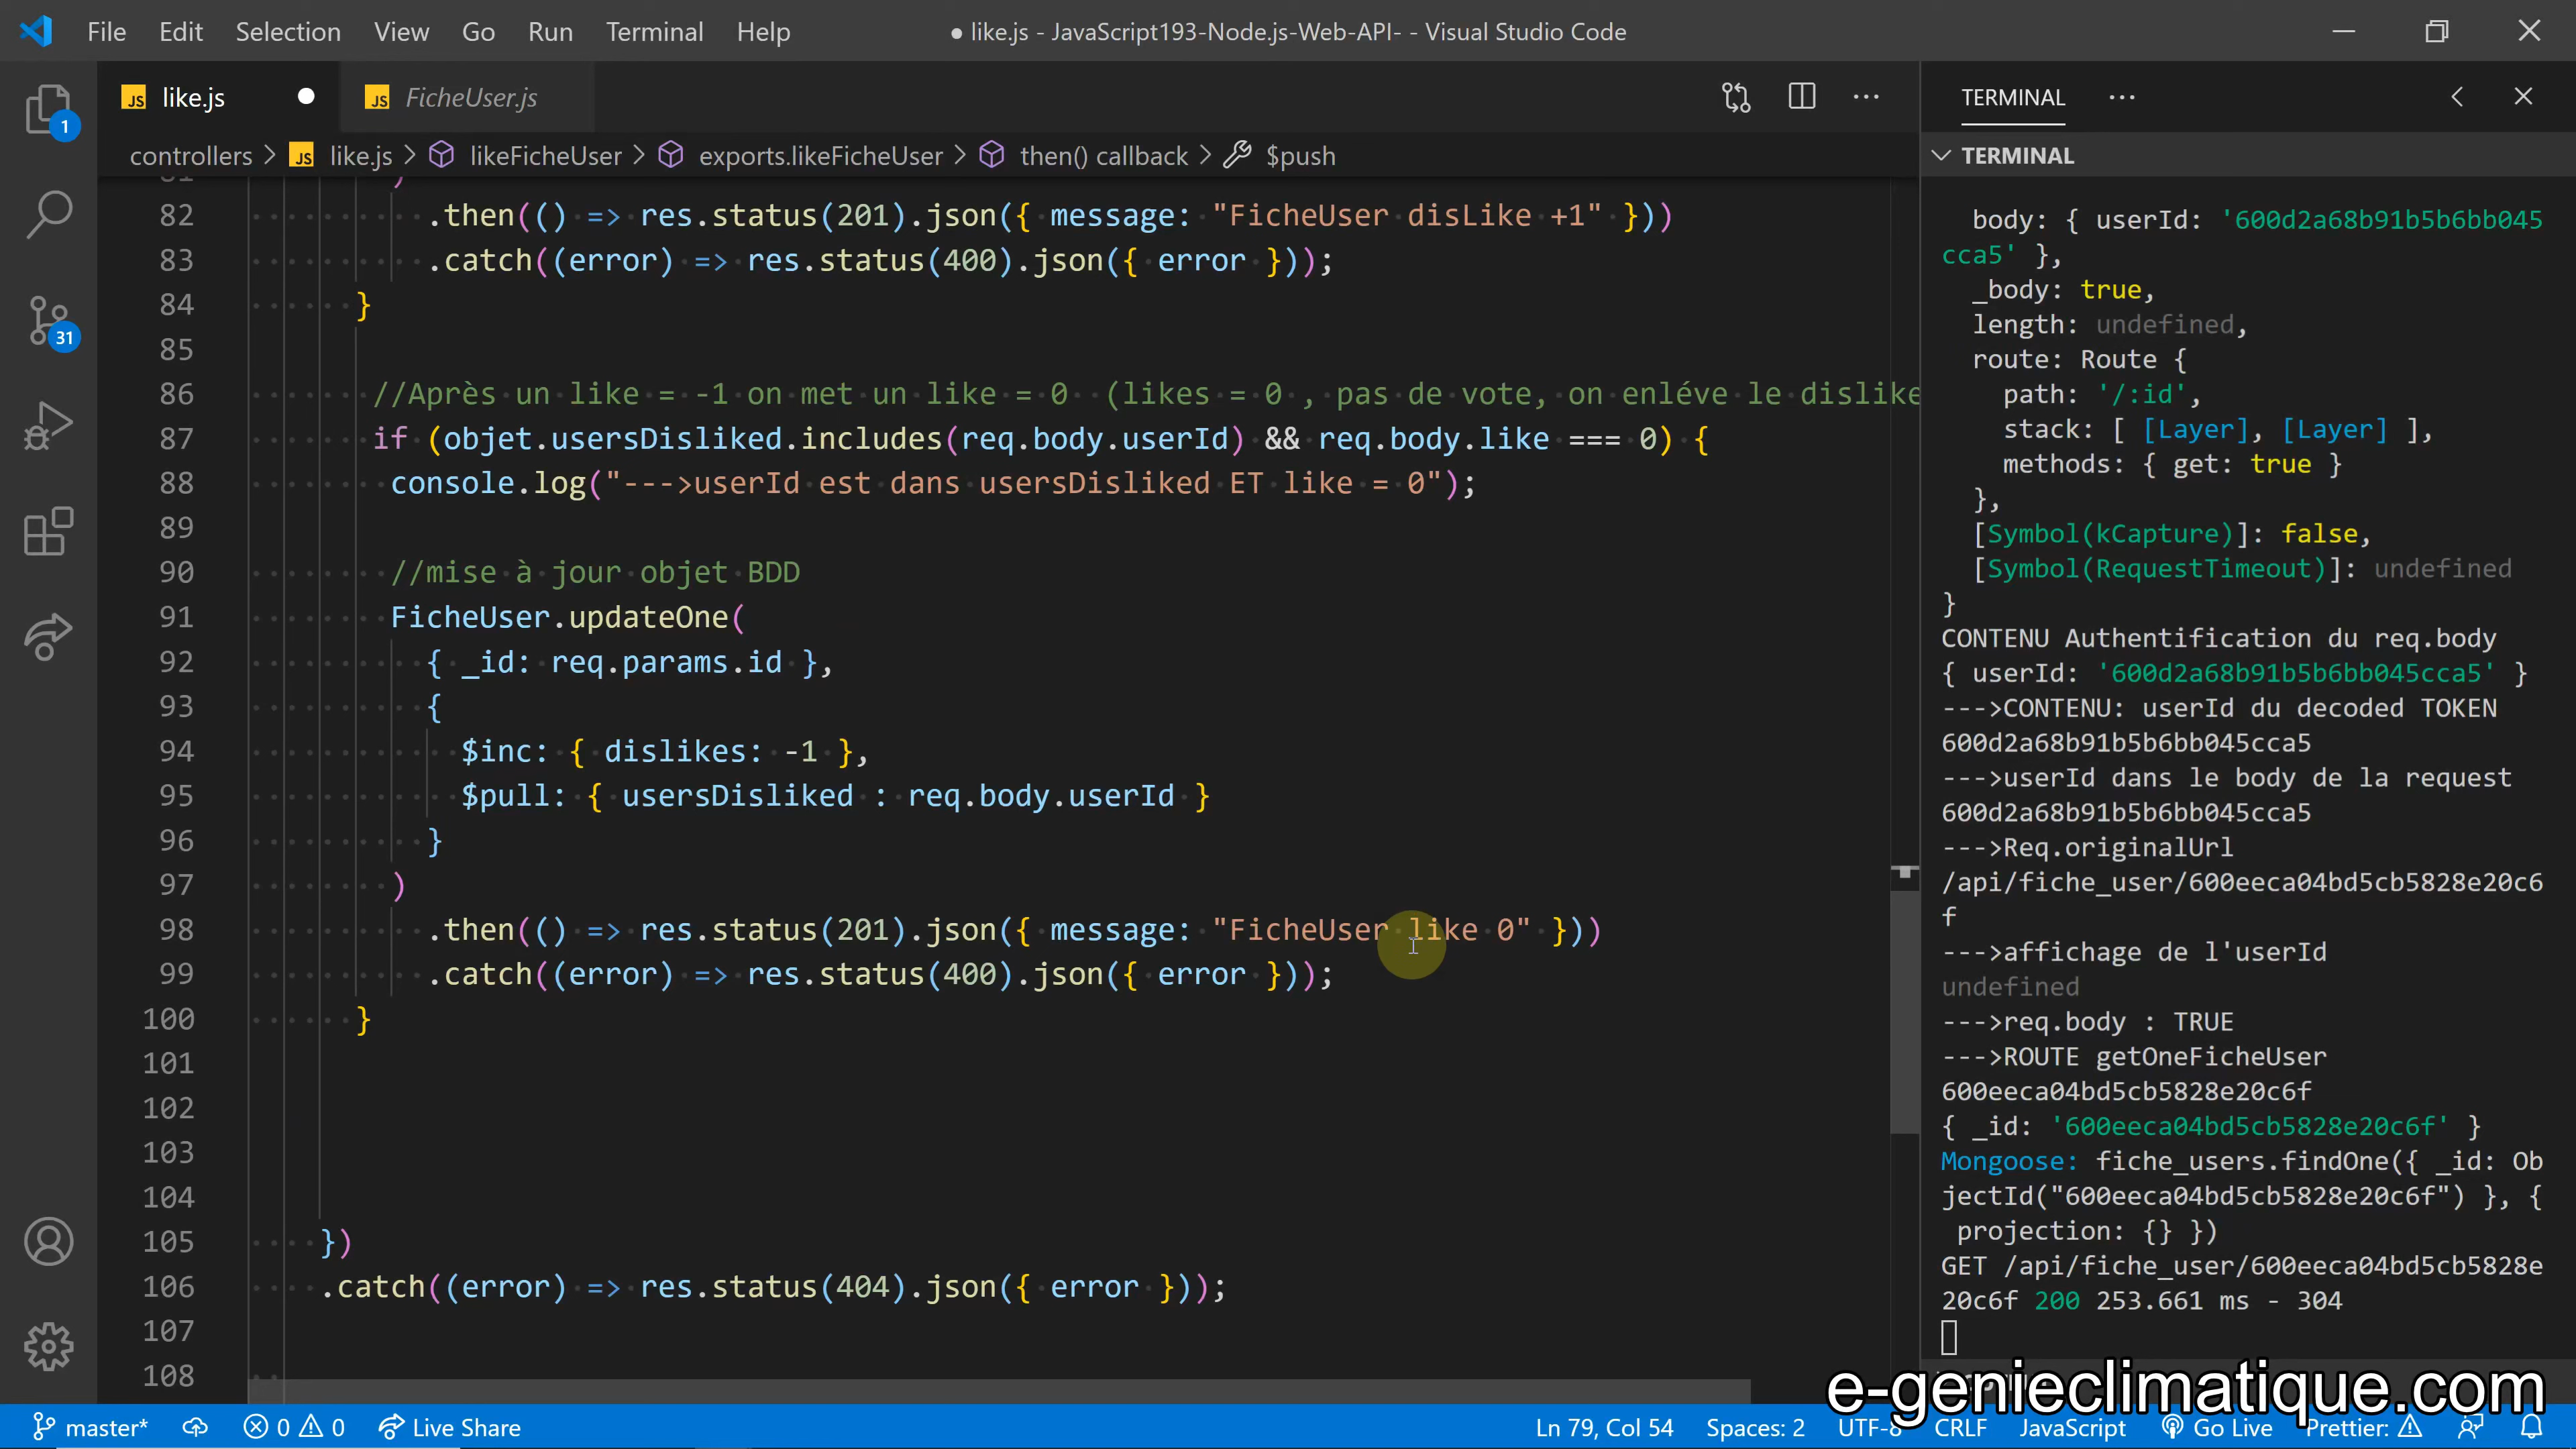 File Edit Selection View Go Run Terminal Help ● like.js - JavaScript193-Node.js-Web-API- - Visual Studio Code
JS like.js ● JS FicheUser.js
TERMINAL ···
controllers > JS like.js > likeFicheUser > exports.likeFicheUser > then() callback > $push
TERMINAL
1
31
81 )
82 .then(() => res.status(201).json({ message: "FicheUser disLike +1" }))
83 .catch((error) => res.status(400).json({ error }));
84 }
85
86 //Après un like = -1 on met un like = 0 (likes = 0 , pas de vote, on enléve le dislike
87 if (objet.usersDisliked.includes(req.body.userId) && req.body.like === 0) {
88 console.log("--->userId est dans usersDisliked ET like = 0");
89
90 //mise à jour objet BDD
91 FicheUser.updateOne(
92 { _id: req.params.id },
93 {
94 $inc: { dislikes: -1 },
95 $pull: { usersDisliked : req.body.userId }
96 }
97 )
98 .then(() => res.status(201).json({ message: "FicheUser like 0" }))
99 .catch((error) => res.status(400).json({ error }));
100 }
101
102
103
104
105 })
106 .catch((error) => res.status(404).json({ error }));
107
108
body: { userId: '600d2a68b91b5b6bb045
cca5' },
_body: true,
length: undefined,
route: Route {
path: '/:id',
stack: [ [Layer], [Layer] ],
methods: { get: true }
},
[Symbol(kCapture)]: false,
[Symbol(RequestTimeout)]: undefined
}
CONTENU Authentification du req.body
{ userId: '600d2a68b91b5b6bb045cca5' }
--->CONTENU: userId du decoded TOKEN
600d2a68b91b5b6bb045cca5
--->userId dans le body de la request
600d2a68b91b5b6bb045cca5
--->Req.originalUrl
/api/fiche_user/600eeca04bd5cb5828e20c6
f
--->affichage de l'userId
undefined
--->req.body : TRUE
--->ROUTE getOneFicheUser
600eeca04bd5cb5828e20c6f
{ _id: '600eeca04bd5cb5828e20c6f' }
Mongoose: fiche_users.findOne({ _id: Ob
jectId("600eeca04bd5cb5828e20c6f") }, {
projection: {} })
GET /api/fiche_user/600eeca04bd5cb5828e
20c6f 200 253.661 ms - 304
e-genieclimatique.com
master* 0 0 Live Share Ln 79, Col 54 Spaces: 2 UTF-8 CRLF JavaScript Go Live Prettier: